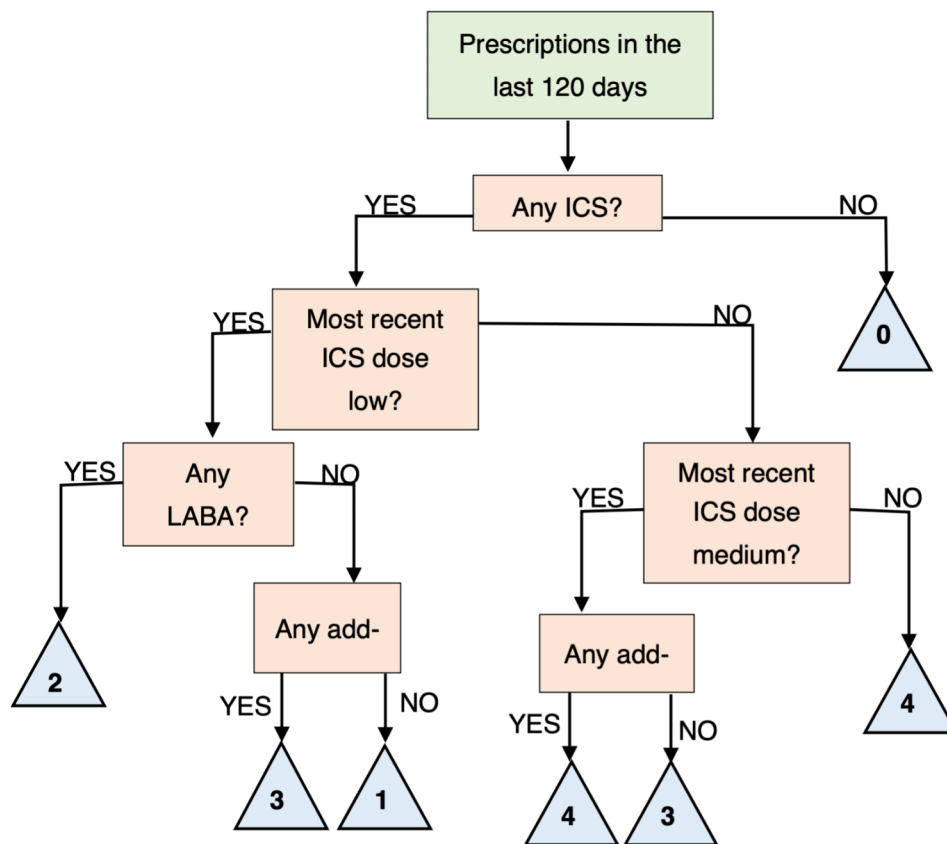 Prescriptions in the
last 120 days
Any ICS?
YES
NO
Most recent
ICS dose
low?
YES
NO
0
Any
LABA?
YES
NO
Most recent
ICS dose
medium?
YES
NO
2
Any add-
YES
NO
Any add-
YES
NO
4
3
1
4
3